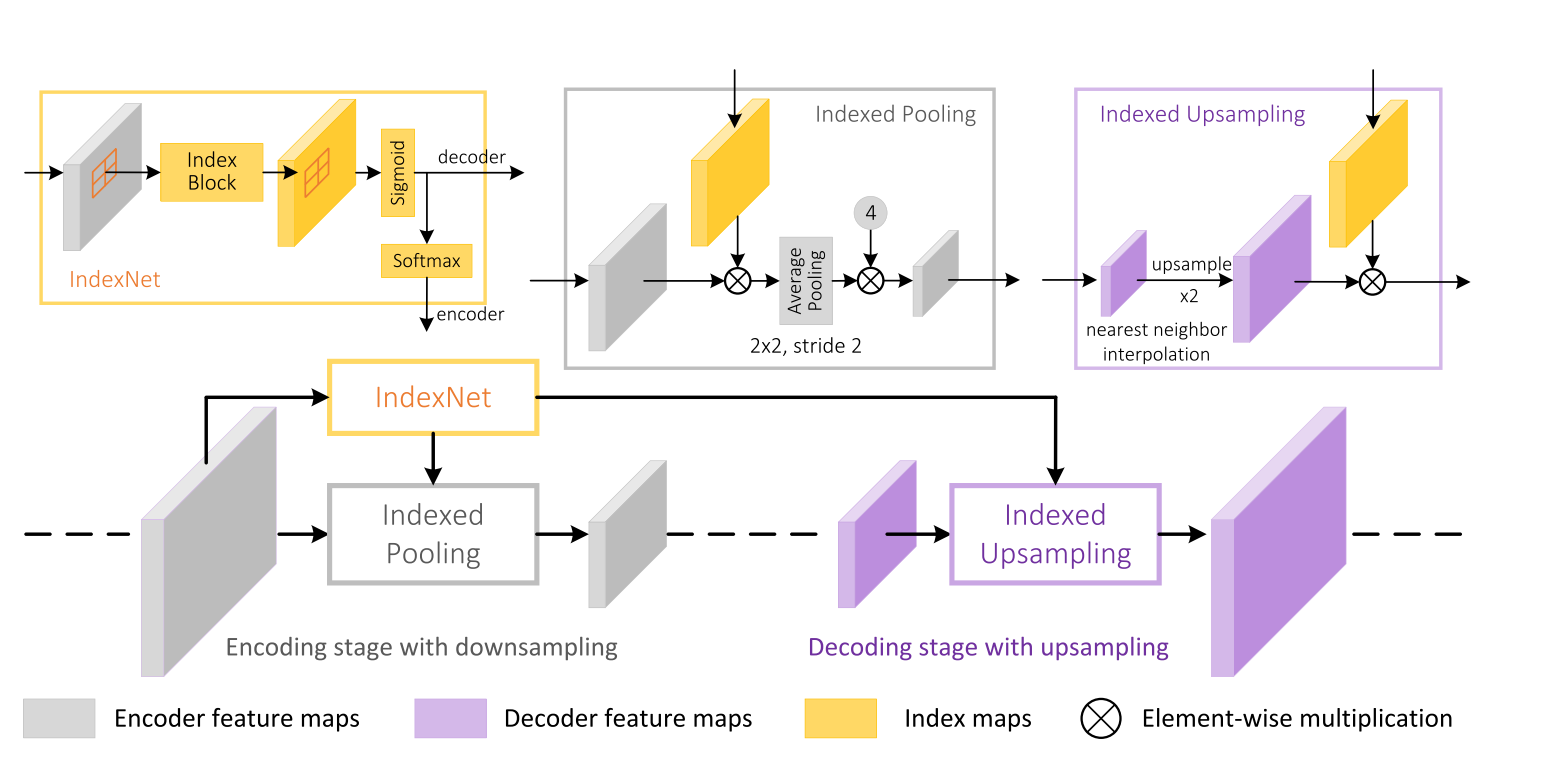 Index
Block
Sigmoid
decoder
Softmax
encoder
IndexNet
Indexed Pooling
4
Average
Pooling
2x2, stride 2
Indexed Upsampling
upsample
x2
nearest neighbor
interpolation
IndexNet
Indexed
Pooling
Indexed
Upsampling
Encoding stage with downsampling
Decoding stage with upsampling
Encoder feature maps
Decoder feature maps
Index maps
Element-wise multiplication